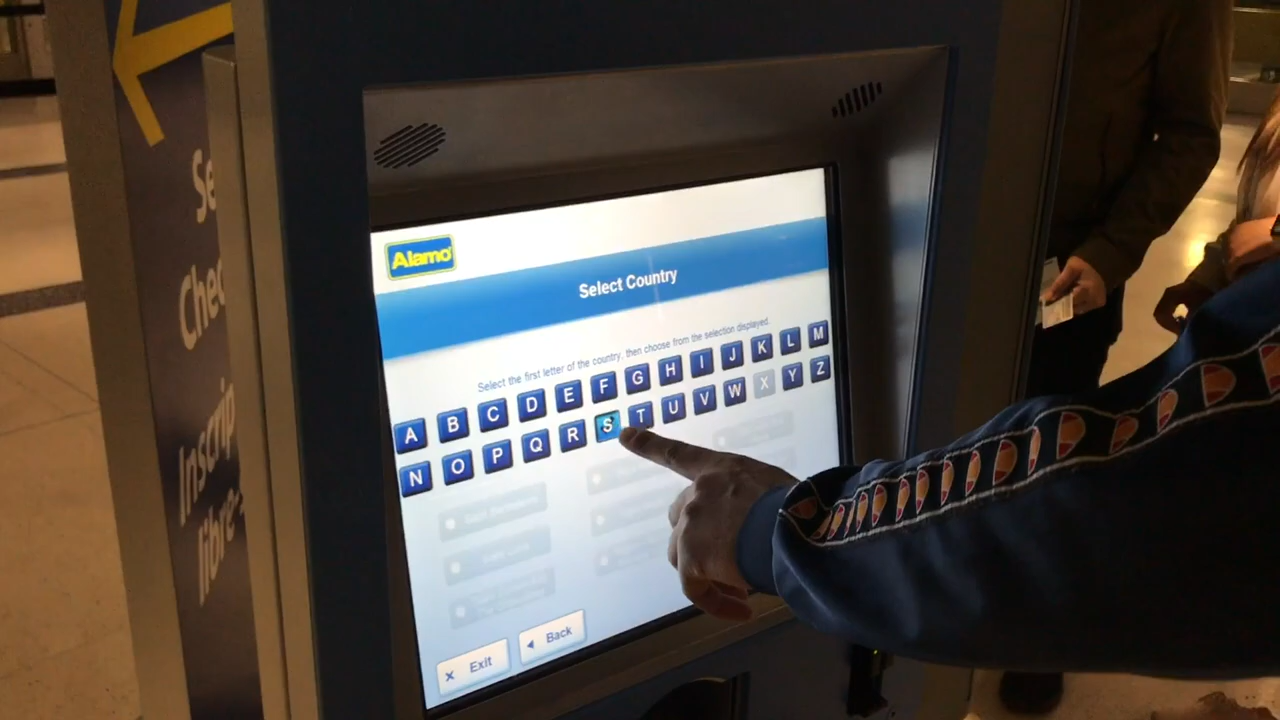 Se
Chec
Inscrip
libre-s
Alamo
Select Country
Select the first letter of the country, then choose from the selection displayed.
A B C D E F G H I J K L M
N O P Q R S T U V W X Y Z
× Exit
Back